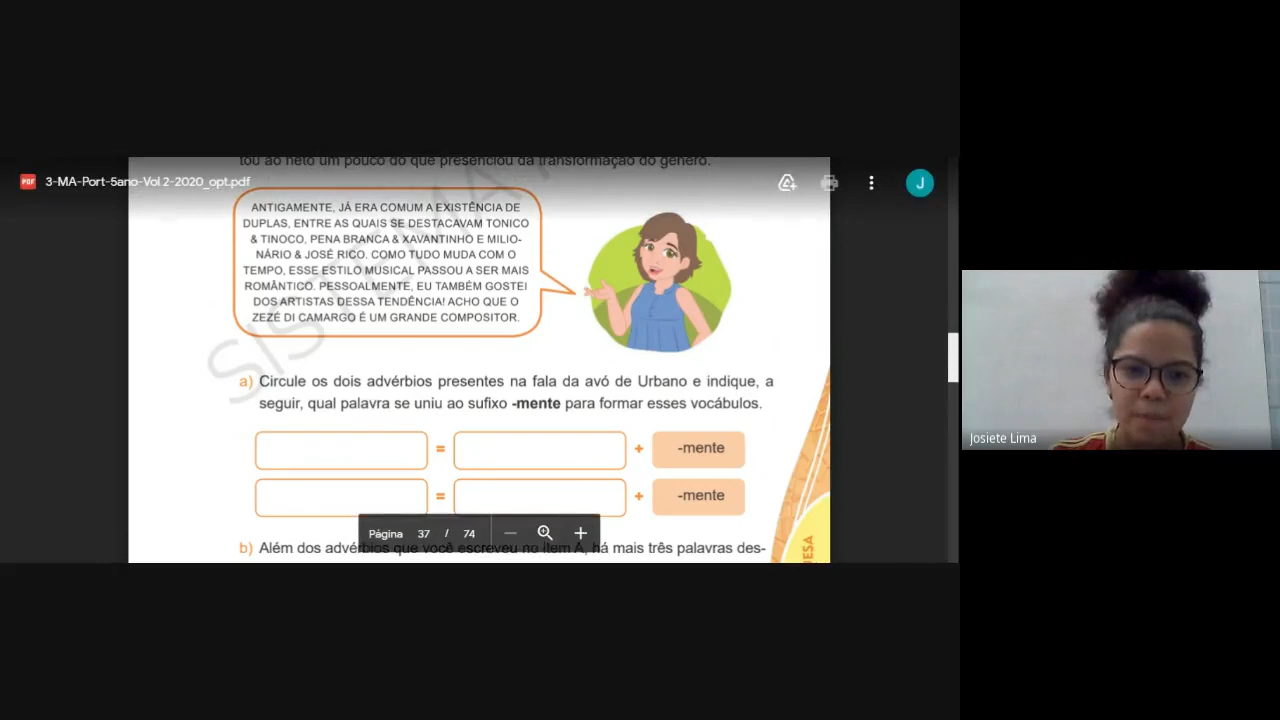 tou ao neto um pouco do que presenciou da transformação do gênero.
PDF 3-MA-Port-5ano-Vol 2-2020_opt.pdf
J
ANTIGAMENTE, JÁ ERA COMUM A EXISTÊNCIA DE
DUPLAS, ENTRE AS QUAIS SE DESTACAVAM TONICO
& TINOCO, PENA BRANCA & XAVANTINHO E MILIO-
NÁRIO & JOSÉ RICO. COMO TUDO MUDA COM O
TEMPO, ESSE ESTILO MUSICAL PASSOU A SER MAIS
ROMÂNTICO. PESSOALMENTE, EU TAMBÉM GOSTEI
DOS ARTISTAS DESSA TENDÊNCIA! ACHO QUE O
ZEZÉ DI CAMARGO É UM GRANDE COMPOSITOR.
SISTEMA
a) Circule os dois advérbios presentes na fala da avó de Urbano e indique, a
seguir, qual palavra se uniu ao sufixo -mente para formar esses vocábulos.
= + -mente
= + -mente
Página 37 / 74
b) Além dos advérbios que você escreveu no item A, há mais três palavras des-
Josiete Lima